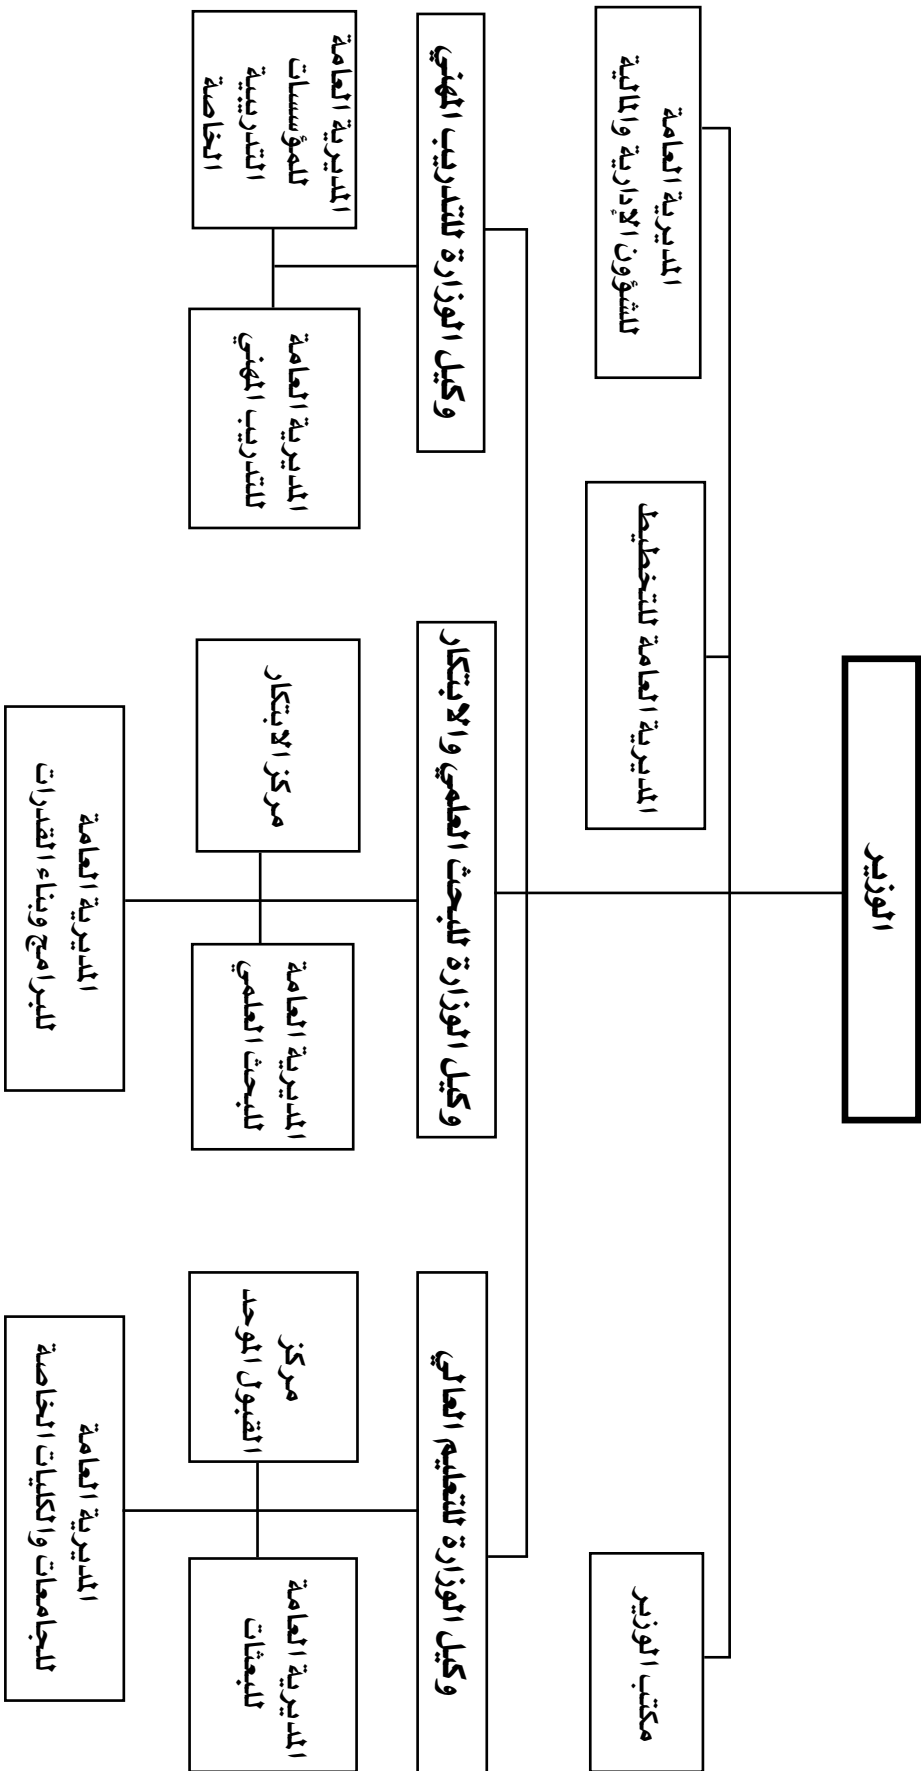 الوزير
مكتب الوزير
المديرية العامة للتخطيط
المديرية العامة
للشؤون الإدارية والمالية
وكيل الوزارة للتعليم العالي
وكيل الوزارة للبحث العلمي والابتكار
وكيل الوزارة للتدريب المهني
المديرية العامة
للبعثات
مركز
القبول الموحد
المديرية العامة
للبحث العلمي
مركز الابتكار
المديرية العامة
للتدريب المهني
المديرية العامة
للمؤسسات
التدريبية
الخاصة
المديرية العامة
للجامعات والكليات الخاصة
المديرية العامة
للبرامج وبناء القدرات